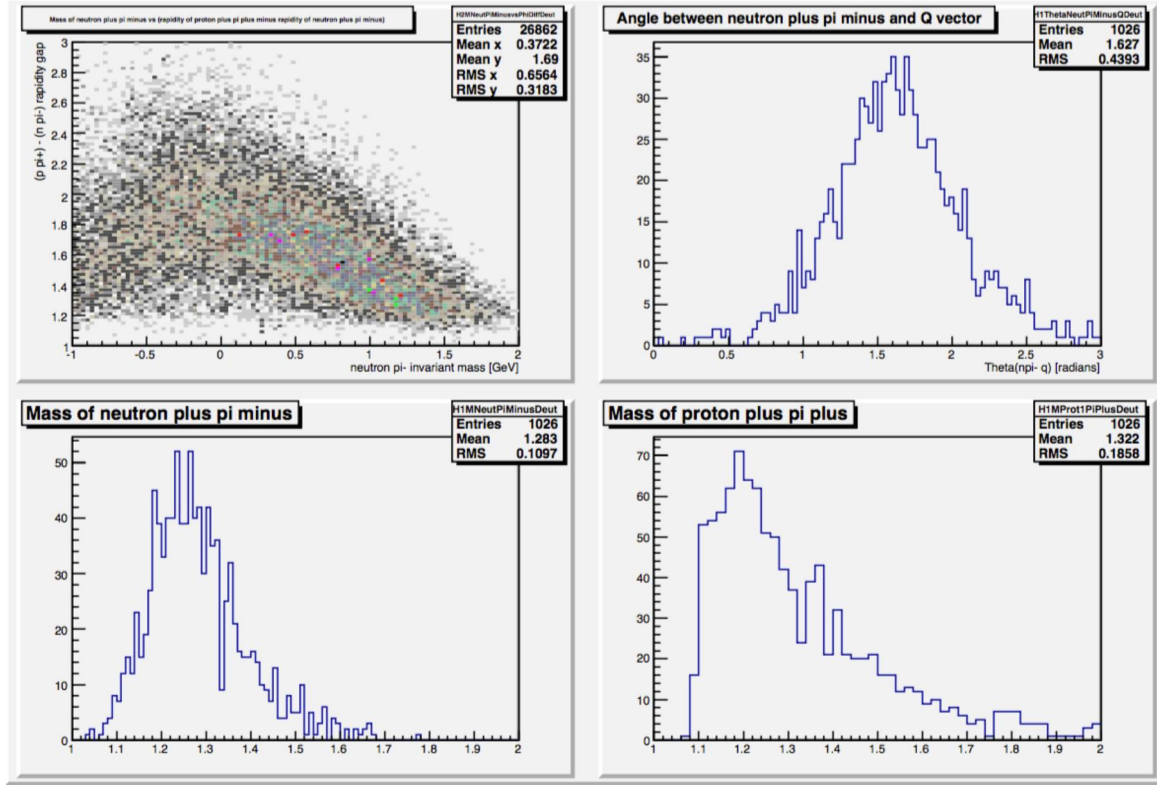 Mass of neutron plus pi minus vs (rapidity of proton plus pi plus minus rapidity of neutron plus pi minus)
H2MNeutPiMinusvsPhiDiffDeut
Entries 26862
Mean x 0.3722
Mean y 1.69
RMS x 0.6564
RMS y 0.3183
(p pi+) - (n pi-) rapidity gap
3
2.8
2.6
2.4
2.2
2
1.8
1.6
1.4
1.2
1
-1 -0.5 0 0.5 1 1.5 2
neutron pi- invariant mass [GeV]
Angle between neutron plus pi minus and Q vector
H1ThetaNeutPiMinusQDeut
Entries 1026
Mean 1.627
RMS 0.4393
35
30
25
20
15
10
5
0
0 0.5 1 1.5 2 2.5 3
Theta(npi- q) [radians]
Mass of neutron plus pi minus
H1MNeutPiMinusDeut
Entries 1026
Mean 1.283
RMS 0.1097
50
40
30
20
10
0
1 1.1 1.2 1.3 1.4 1.5 1.6 1.7 1.8 1.9 2
Mass of proton plus pi plus
H1MProt1PiPlusDeut
Entries 1026
Mean 1.322
RMS 0.1858
70
60
50
40
30
20
10
0
1 1.1 1.2 1.3 1.4 1.5 1.6 1.7 1.8 1.9 2